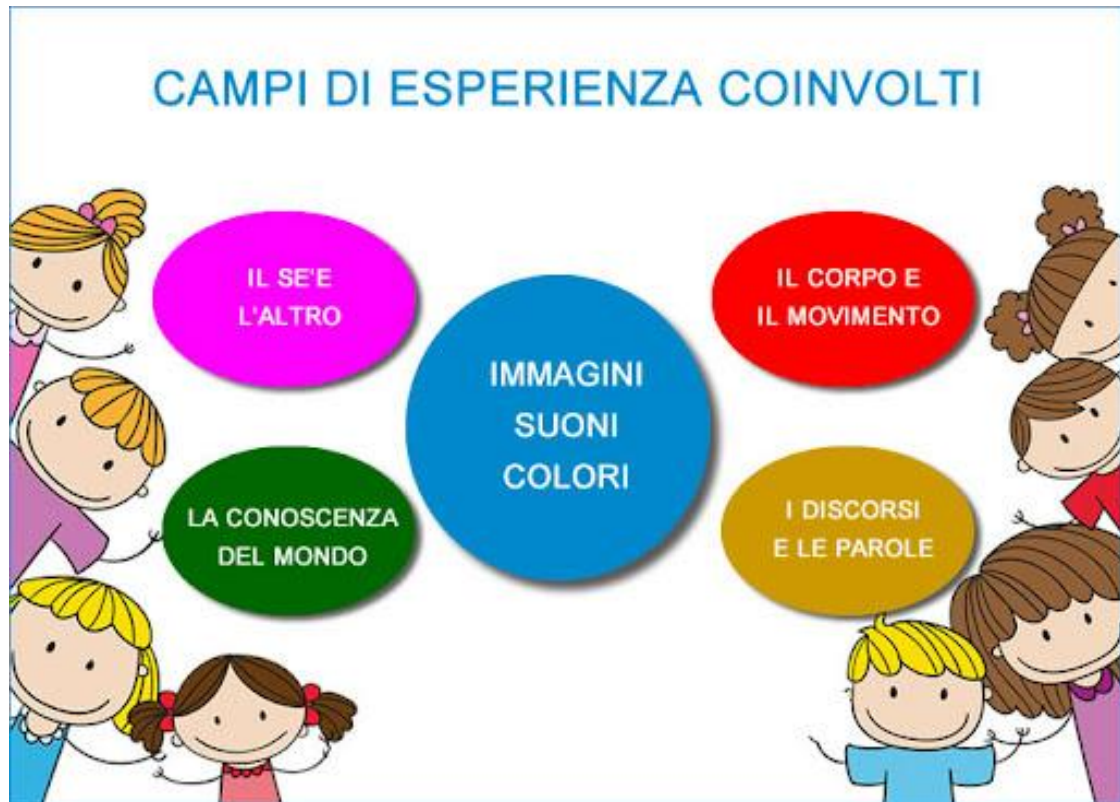 CAMPI DI ESPERIENZA COINVOLTI
IL SE'E
L'ALTRO
IL CORPO E
IL MOVIMENTO
IMMAGINI
SUONI
COLORI
LA CONOSCENZA
DEL MONDO
I DISCORSI
E LE PAROLE